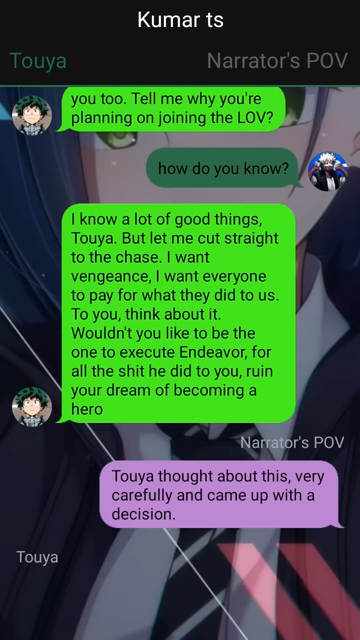 Kumar ts
Touya
Narrator's POV
you too. Tell me why you're
planning on joining the LOV?
how do you know?
I know a lot of good things,
Touya. But let me cut straight
to the chase. I want
vengeance, I want everyone
to pay for what they did to us.
To you, think about it.
Wouldn't you like to be the
one to execute Endeavor, for
all the shit he did to you, ruin
your dream of becoming a
hero
Narrator's POV
Touya thought about this, very
carefully and came up with a
decision.
Touya